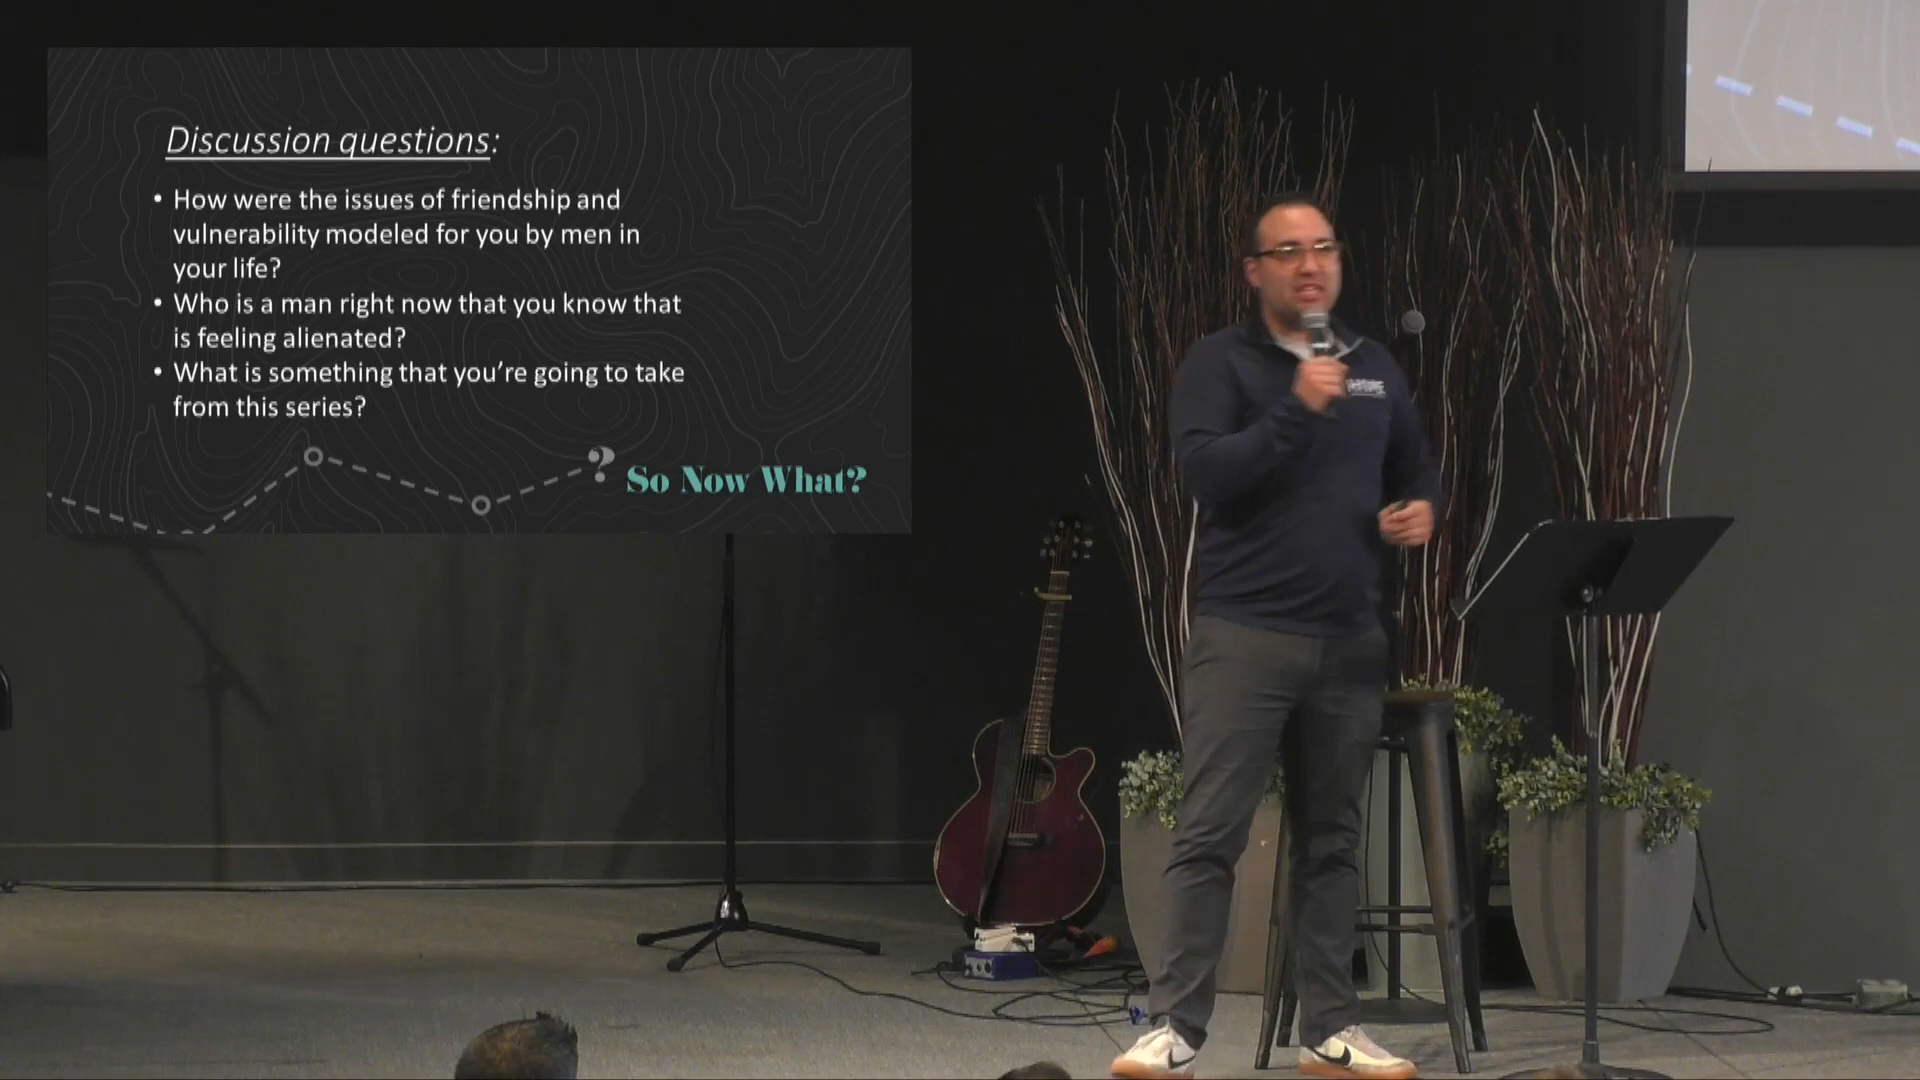 Discussion questions:
• How were the issues of friendship and
vulnerability modeled for you by men in
your life?
• Who is a man right now that you know that
is feeling alienated?
• What is something that you're going to take
from this series?
? So Now What?